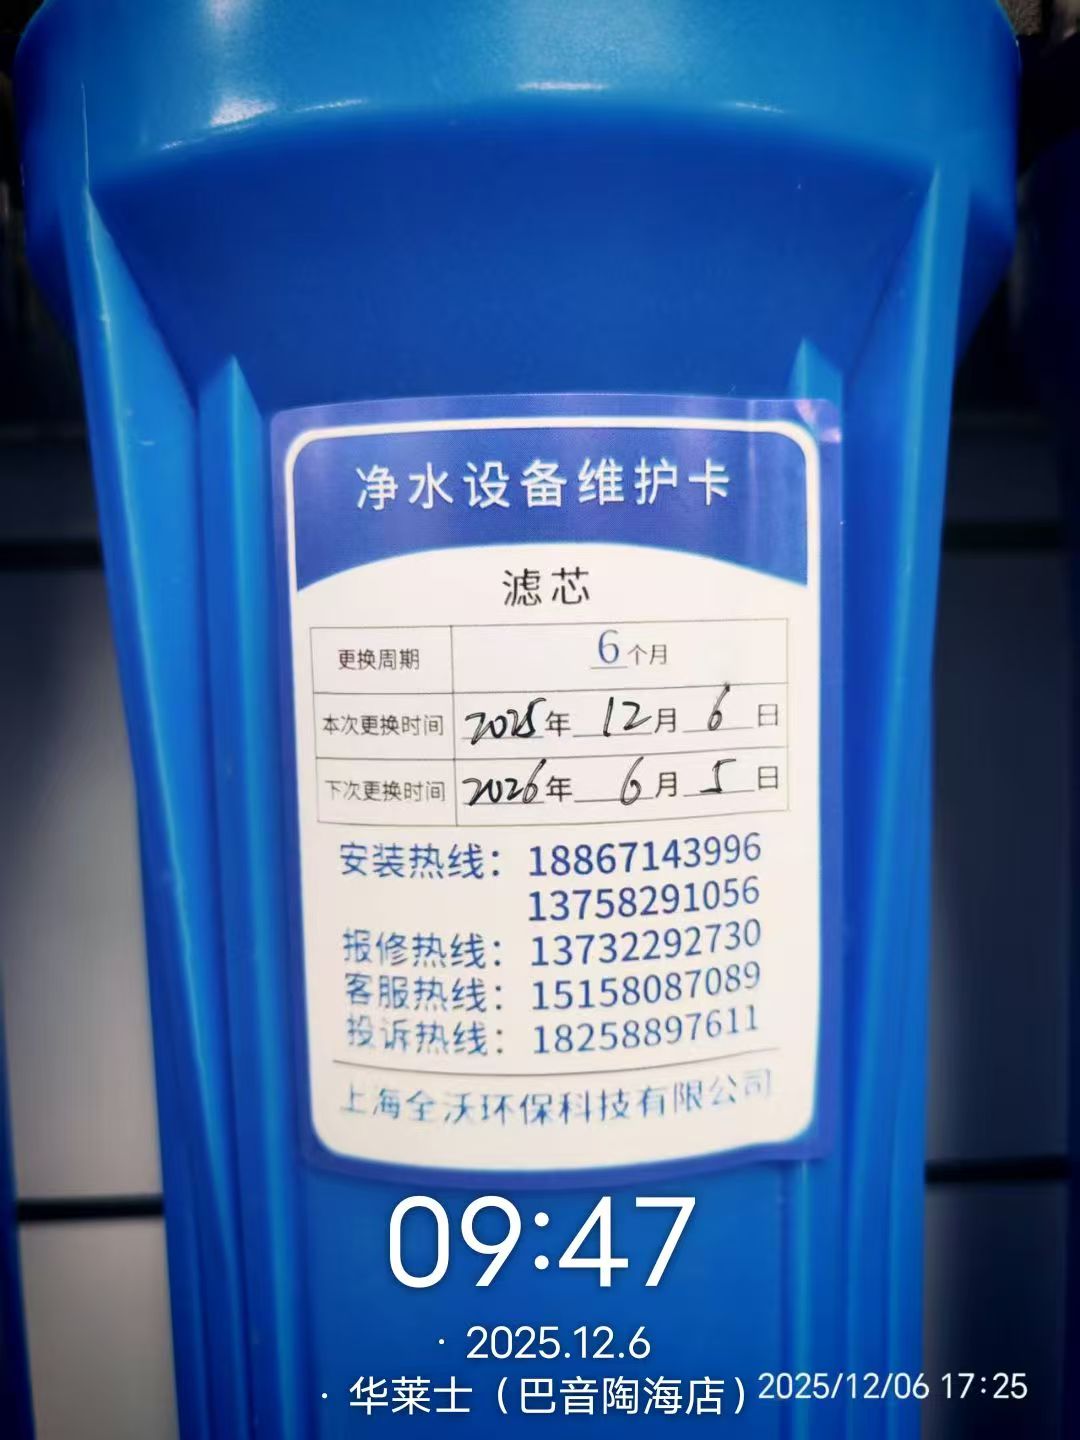 净水设备维护卡
滤芯
更换周期 6个月
本次更换时间 2025年 12月 6日
下次更换时间 2026年 6月 5日
安装热线：18867143996
13758291056
报修热线：13732292730
客服热线：15158087089
投诉热线：18258897611
上海全沃环保科技有限公司
09:47
· 2025.12.6
· 华莱士（巴音陶海店）
2025/12/06 17:25